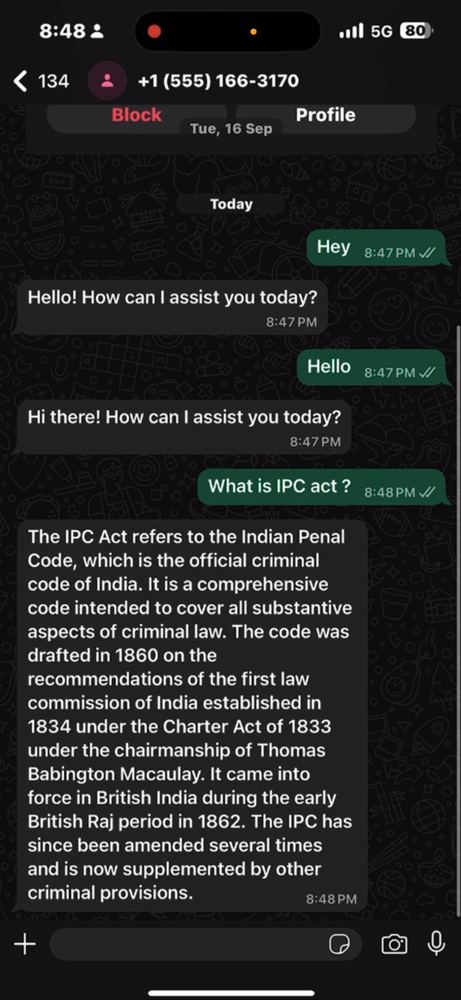 8:48
5G 80
134 +1 (555) 166-3170
Block Profile
Tue, 16 Sep
Today
Hey 8:47 PM
Hello! How can I assist you today?
8:47 PM
Hello 8:47 PM
Hi there! How can I assist you today?
8:47 PM
What is IPC act ? 8:48 PM
The IPC Act refers to the Indian Penal
Code, which is the official criminal
code of India. It is a comprehensive
code intended to cover all substantive
aspects of criminal law. The code was
drafted in 1860 on the
recommendations of the first law
commission of India established in
1834 under the Charter Act of 1833
under the chairmanship of Thomas
Babington Macaulay. It came into
force in British India during the early
British Raj period in 1862. The IPC has
since been amended several times
and is now supplemented by other
criminal provisions.
8:48 PM